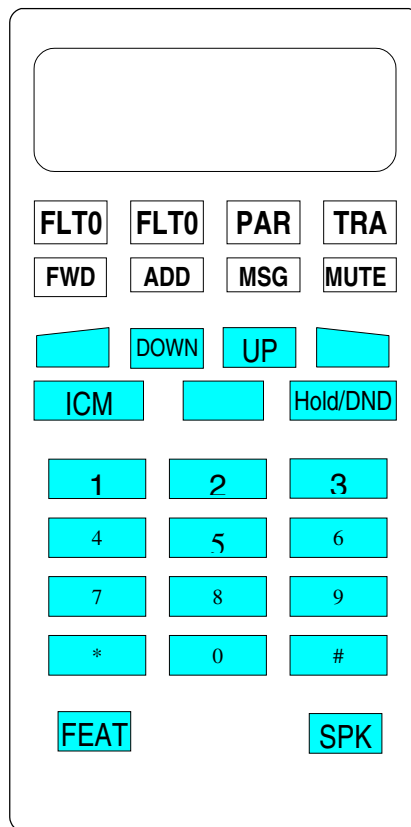 FLT0 FLT0 PAR TRA
FWD ADD MSG MUTE
DOWN UP
ICM Hold/DND
1 2 3
4 5 6
7 8 9
* 0 #
FEAT SPK